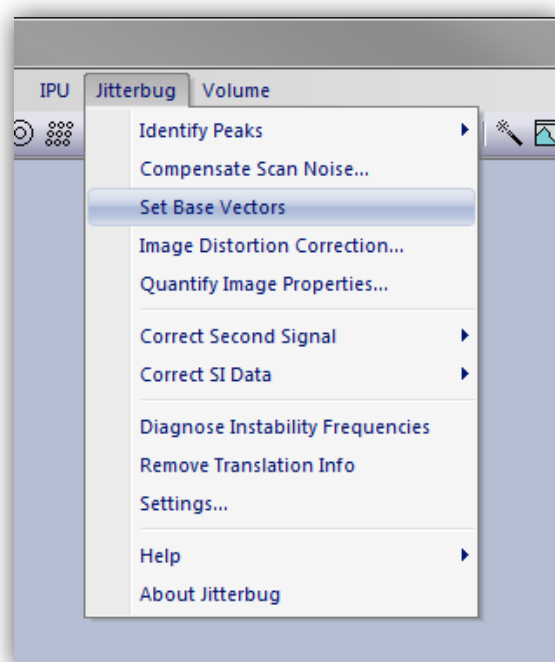 IPU Jitterbug Volume
Identify Peaks
Compensate Scan Noise...
Set Base Vectors
Image Distortion Correction...
Quantify Image Properties...
Correct Second Signal
Correct SI Data
Diagnose Instability Frequencies
Remove Translation Info
Settings...
Help
About Jitterbug